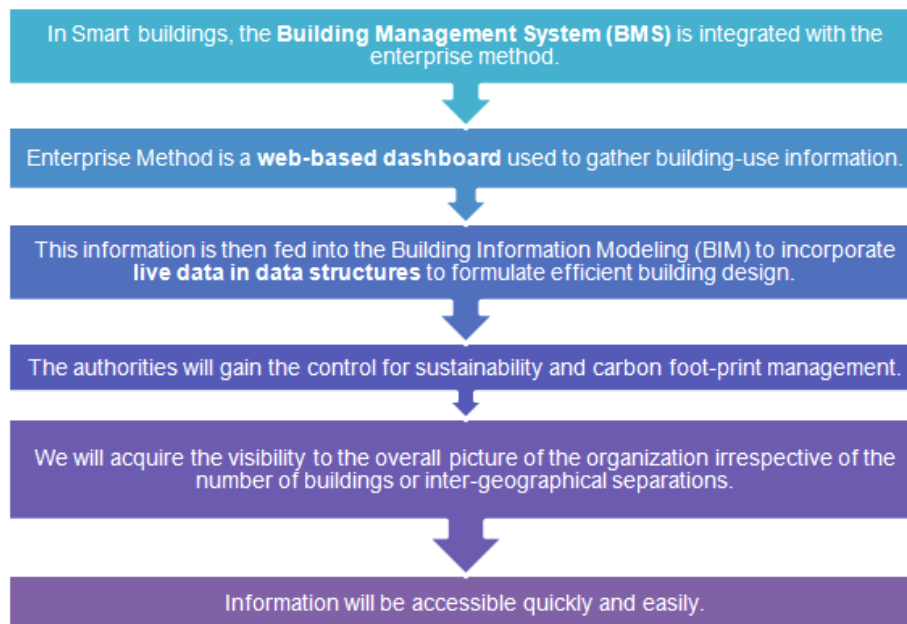 In Smart buildings, the Building Management System (BMS) is integrated with the
enterprise method.
Enterprise Method is a web-based dashboard used to gather building-use information.
This information is then fed into the Building Information Modeling (BIM) to incorporate
live data in data structures to formulate efficient building design.
The authorities will gain the control for sustainability and carbon foot-print management.
We will acquire the visibility to the overall picture of the organization irrespective of the
number of buildings or inter-geographical separations.
Information will be accessible quickly and easily.